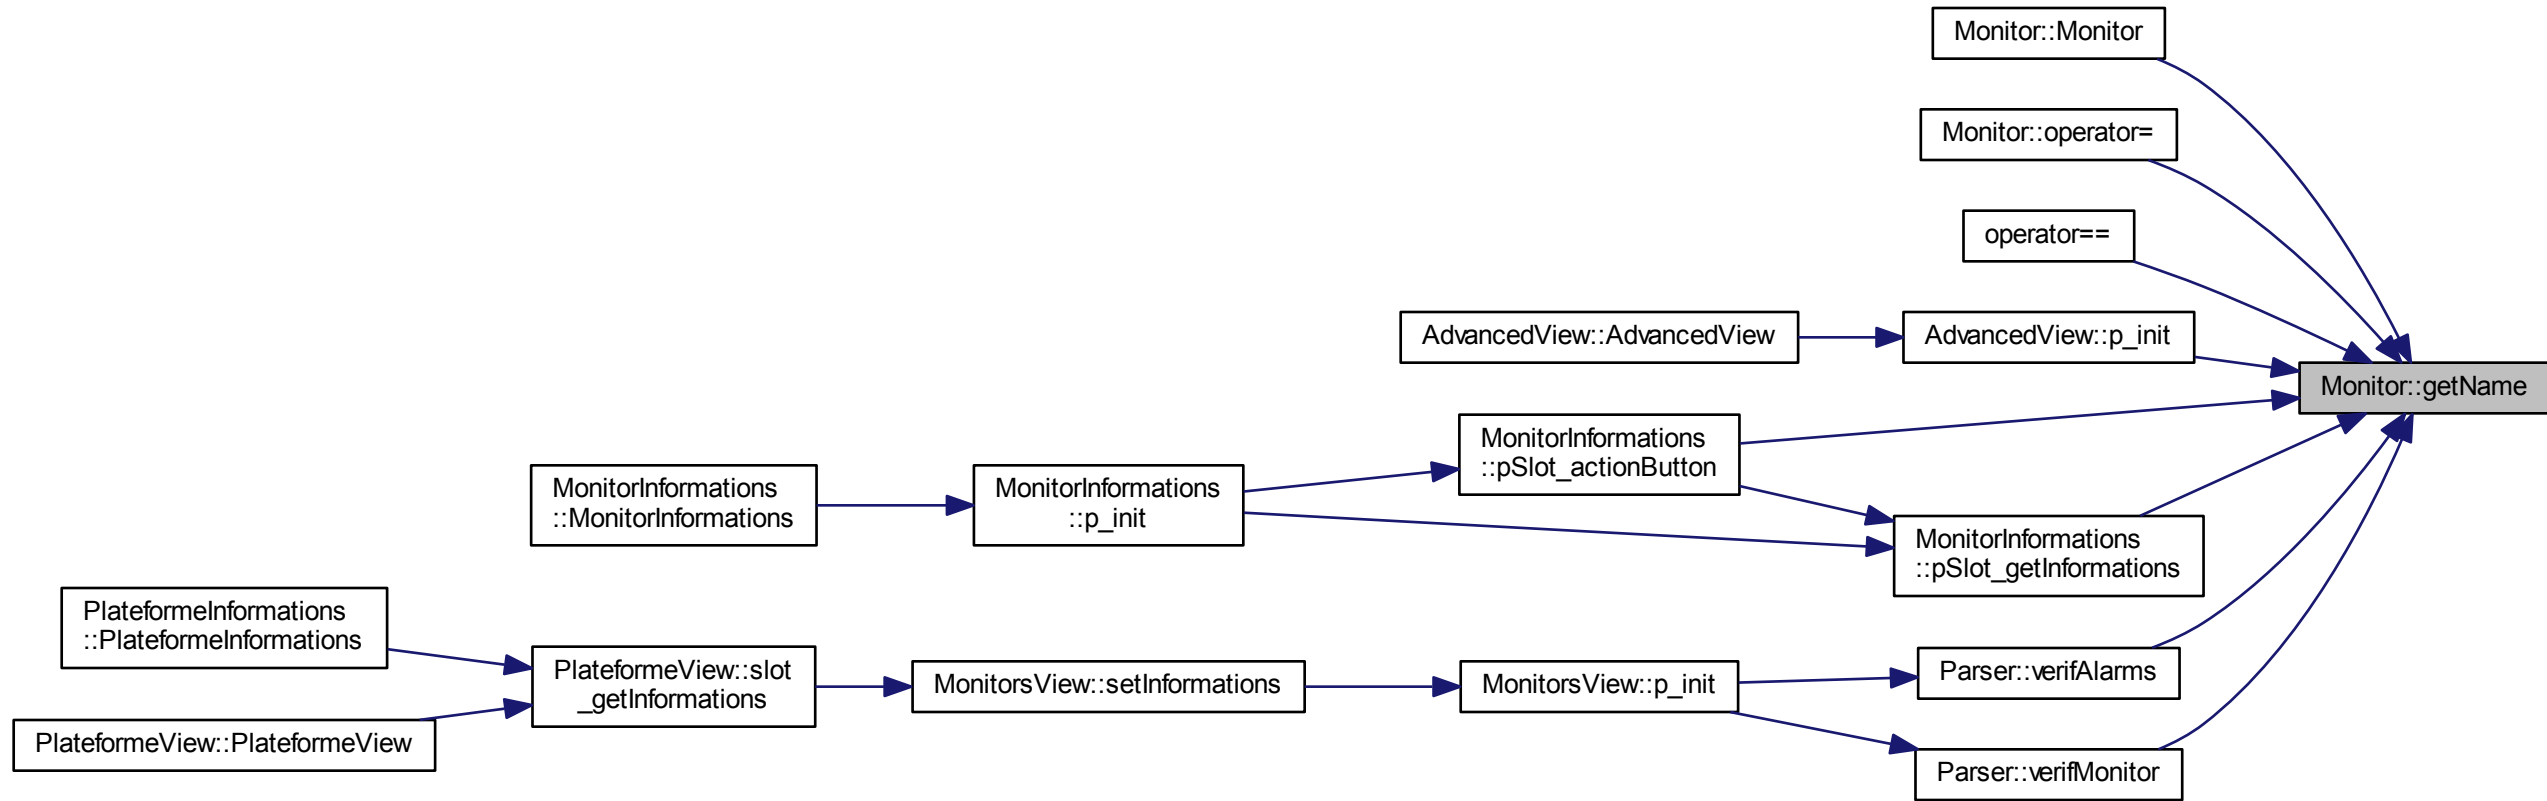 Monitor::Monitor
Monitor::operator=
operator==
AdvancedView::AdvancedView
AdvancedView::p_init
Monitor::getName
MonitorInformations
::pSlot_actionButton
MonitorInformations
::MonitorInformations
MonitorInformations
::p_init
MonitorInformations
::pSlot_getInformations
PlateformeInformations
::PlateformeInformations
PlateformeView::slot
_getInformations
MonitorsView::setInformations
MonitorsView::p_init
Parser::verifAlarms
PlateformeView::PlateformeView
Parser::verifMonitor